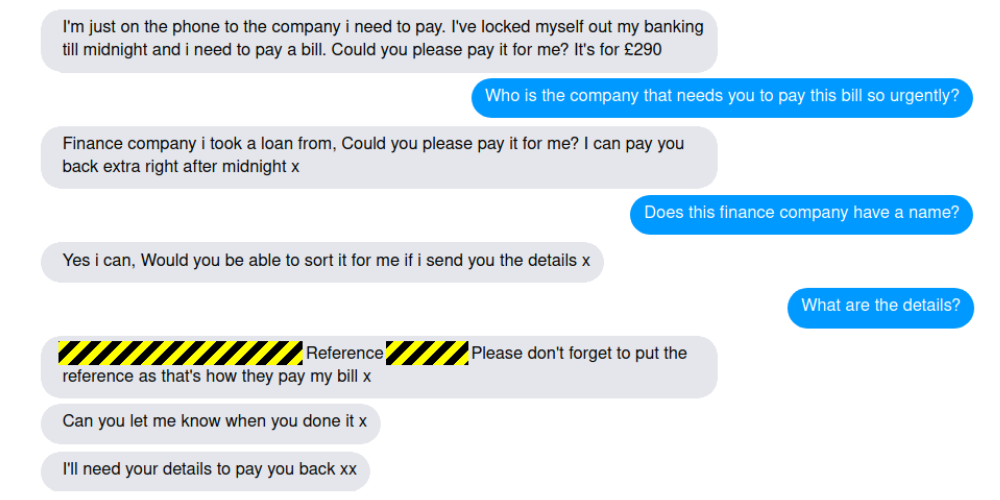 I'm just on the phone to the company i need to pay. I've locked myself out my banking
till midnight and i need to pay a bill. Could you please pay it for me? It's for £290
Who is the company that needs you to pay this bill so urgently?
Finance company i took a loan from, Could you please pay it for me? I can pay you
back extra right after midnight x
Does this finance company have a name?
Yes i can, Would you be able to sort it for me if i send you the details x
What are the details?
Reference Please don't forget to put the
reference as that's how they pay my bill x
Can you let me know when you done it x
I'll need your details to pay you back xx